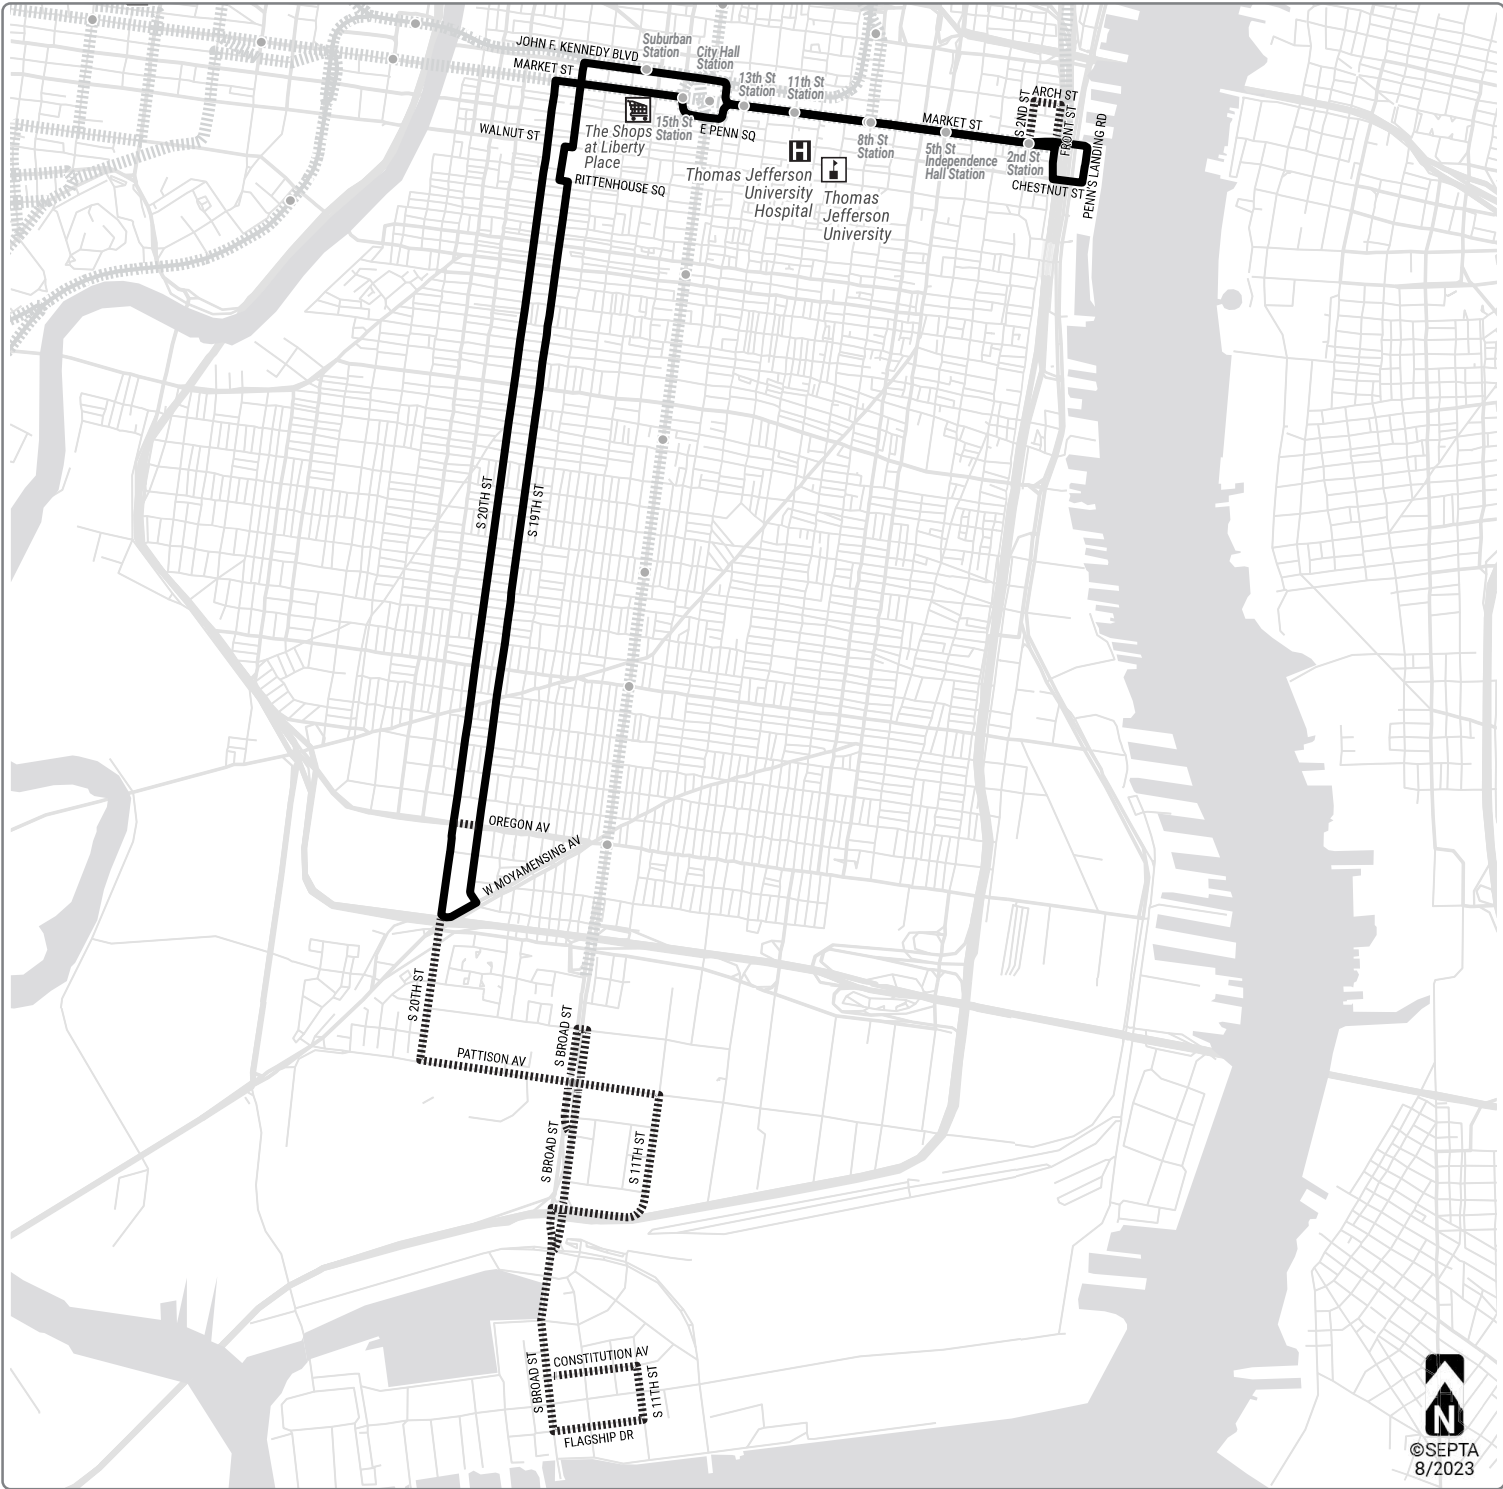 JOHN F. KENNEDY BLVD
Suburban
Station
City Hall
Station
MARKET ST
13th St
Station
11th St
Station
ARCH ST
S 2ND ST
FRONT ST
PENN'S LANDING RD
WALNUT ST
The Shops
at Liberty
Place
15th St
Station
E PENN SQ
MARKET ST
8th St
Station
5th St
Independence
Hall Station
2nd St
Station
CHESTNUT ST
RITTENHOUSE SQ
Thomas Jefferson
University
Hospital
H
Thomas
Jefferson
University
S 20TH ST
S 19TH ST
OREGON AV
W MOYAMENSING AV
S 20TH ST
S BROAD ST
PATTISON AV
S BROAD ST
S 11TH ST
S BROAD ST
CONSTITUTION AV
S 11TH ST
FLAGSHIP DR
N
©SEPTA
8/2023